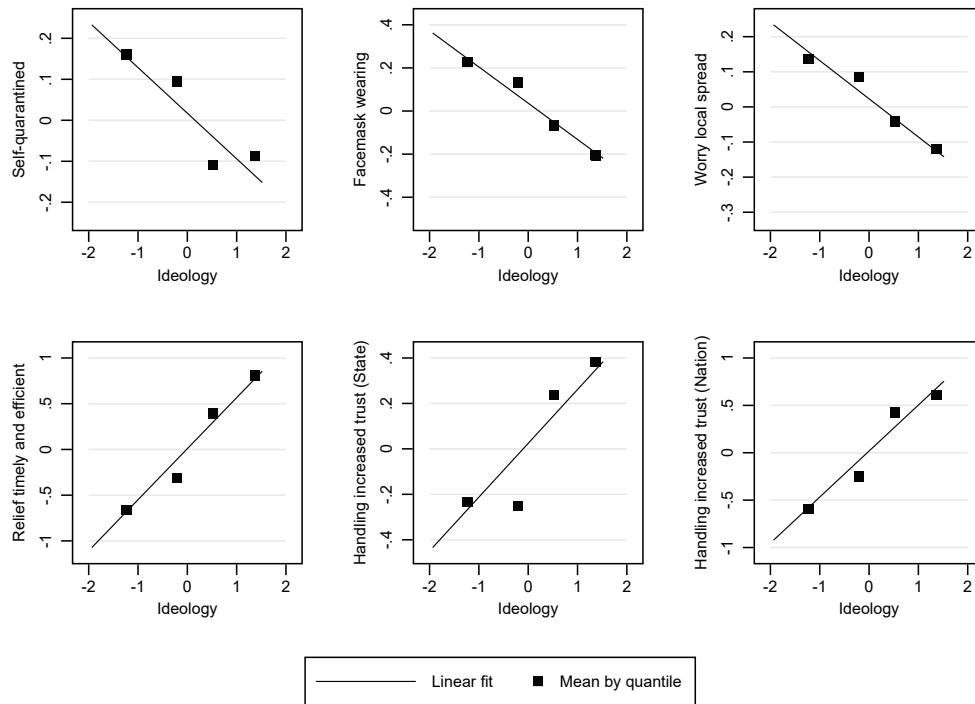 Self-quarantined
.2
.1
0
-.1
-.2
-2 -1 0 1 2
Ideology
Facemask wearing
.4
.2
0
-.2
-.4
-2 -1 0 1 2
Ideology
Worry local spread
.2
.1
0
-.1
-.2
-.3
-2 -1 0 1 2
Ideology
Relief timely and efficient
1
.5
0
-.5
-1
-2 -1 0 1 2
Ideology
Handling increased trust (State)
.4
.2
0
-.2
-.4
-2 -1 0 1 2
Ideology
Handling increased trust (Nation)
1
.5
0
-.5
-1
-2 -1 0 1 2
Ideology
Linear fit
Mean by quantile